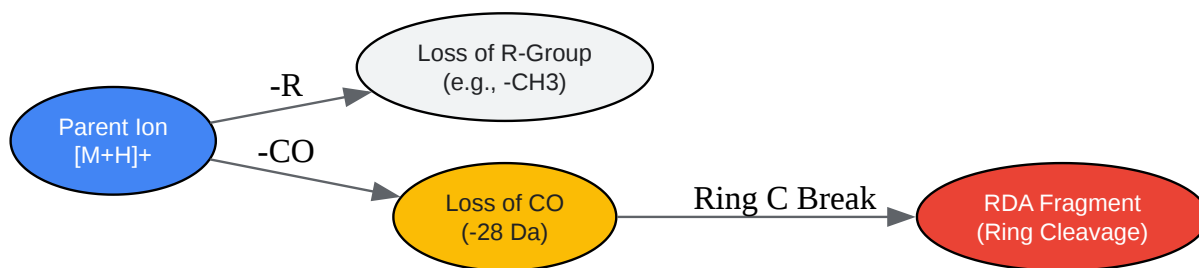 Parent Ion
[M+H]+
-R
-CO
Loss of R-Group
(e.g., -CH3)
Loss of CO
(-28 Da)
Ring C Break
RDA Fragment
(Ring Cleavage)